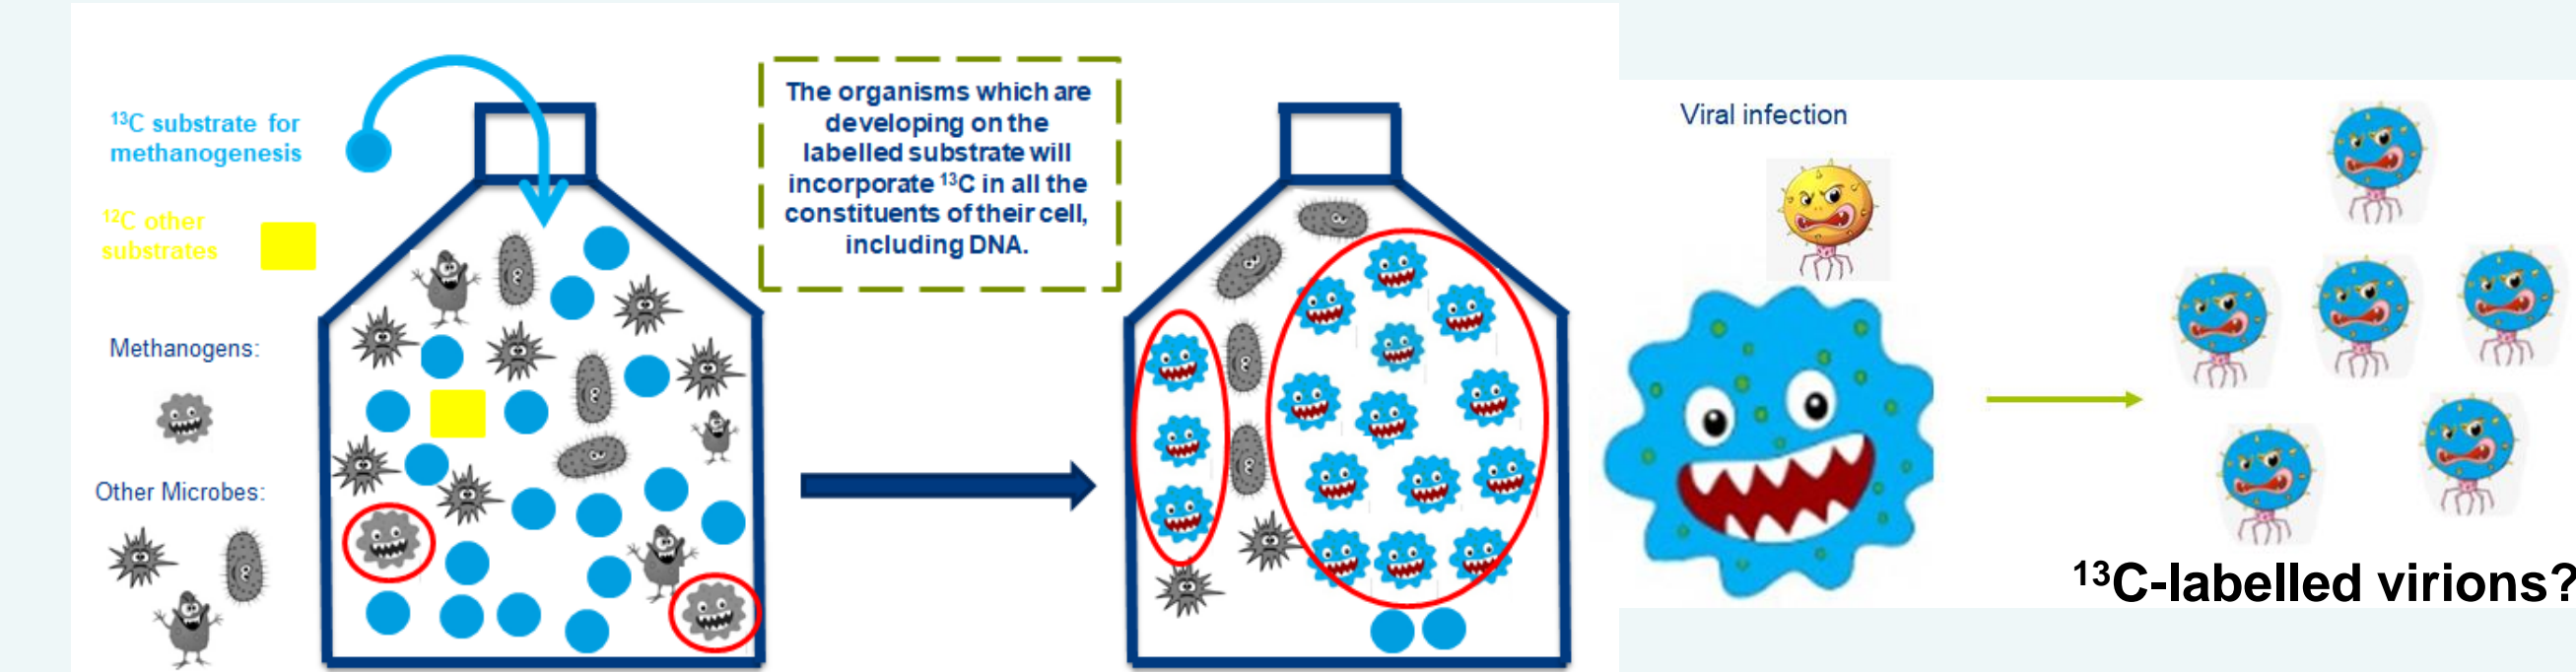 ¹³C substrate for
methanogenesis
¹²C other
substrates
Methanogens:
Other Microbes:
The organisms which are
developing on the
labelled substrate will
incorporate ¹³C in all the
constituents of their cell,
including DNA.
Viral infection
¹³C-labelled virions?